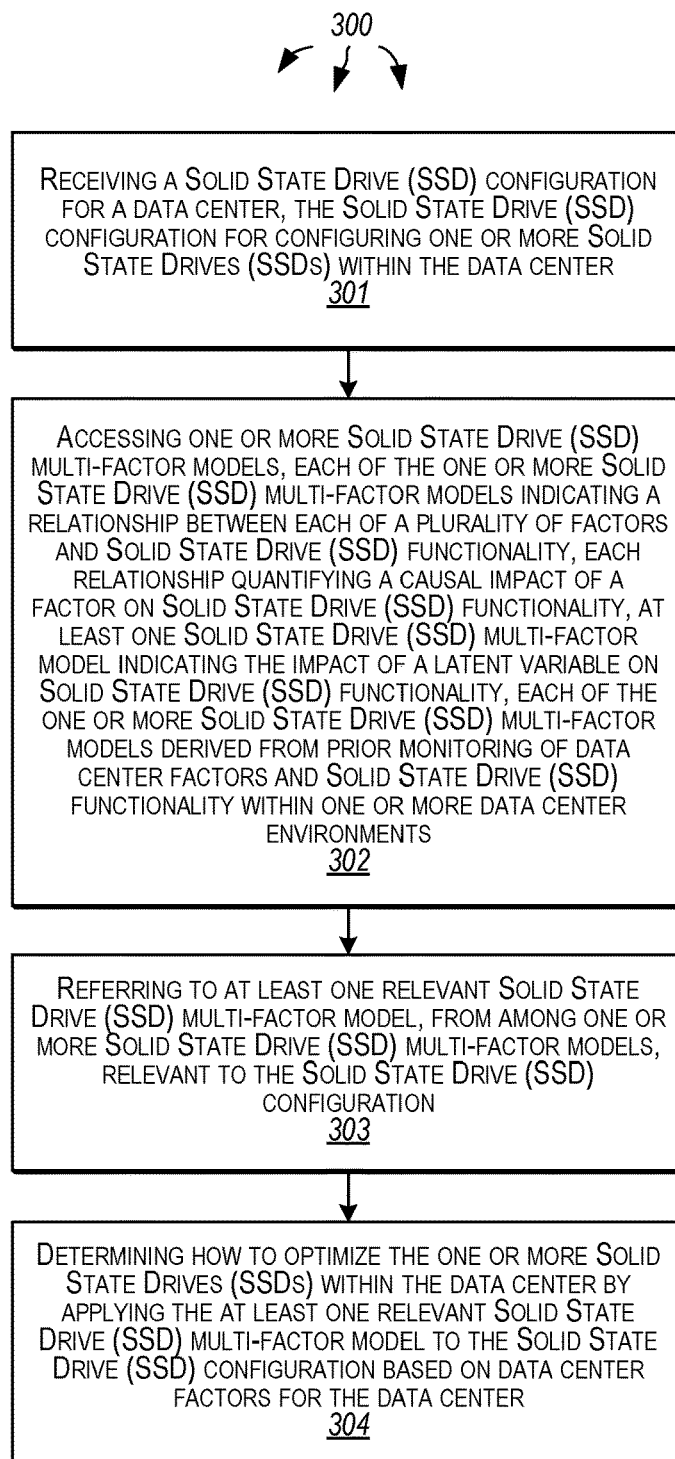 300
RECEIVING A SOLID STATE DRIVE (SSD) CONFIGURATION
FOR A DATA CENTER, THE SOLID STATE DRIVE (SSD)
CONFIGURATION FOR CONFIGURING ONE OR MORE SOLID
STATE DRIVES (SSDS) WITHIN THE DATA CENTER
301
ACCESSING ONE OR MORE SOLID STATE DRIVE (SSD)
MULTI-FACTOR MODELS, EACH OF THE ONE OR MORE SOLID
STATE DRIVE (SSD) MULTI-FACTOR MODELS INDICATING A
RELATIONSHIP BETWEEN EACH OF A PLURALITY OF FACTORS
AND SOLID STATE DRIVE (SSD) FUNCTIONALITY, EACH
RELATIONSHIP QUANTIFYING A CAUSAL IMPACT OF A
FACTOR ON SOLID STATE DRIVE (SSD) FUNCTIONALITY, AT
LEAST ONE SOLID STATE DRIVE (SSD) MULTI-FACTOR
MODEL INDICATING THE IMPACT OF A LATENT VARIABLE ON
SOLID STATE DRIVE (SSD) FUNCTIONALITY, EACH OF THE
ONE OR MORE SOLID STATE DRIVE (SSD) MULTI-FACTOR
MODELS DERIVED FROM PRIOR MONITORING OF DATA
CENTER FACTORS AND SOLID STATE DRIVE (SSD)
FUNCTIONALITY WITHIN ONE OR MORE DATA CENTER
ENVIRONMENTS
302
REFERRING TO AT LEAST ONE RELEVANT SOLID STATE
DRIVE (SSD) MULTI-FACTOR MODEL, FROM AMONG ONE OR
MORE SOLID STATE DRIVE (SSD) MULTI-FACTOR MODELS,
RELEVANT TO THE SOLID STATE DRIVE (SSD)
CONFIGURATION
303
DETERMINING HOW TO OPTIMIZE THE ONE OR MORE SOLID
STATE DRIVES (SSDS) WITHIN THE DATA CENTER BY
APPLYING THE AT LEAST ONE RELEVANT SOLID STATE
DRIVE (SSD) MULTI-FACTOR MODEL TO THE SOLID STATE
DRIVE (SSD) CONFIGURATION BASED ON DATA CENTER
FACTORS FOR THE DATA CENTER
304